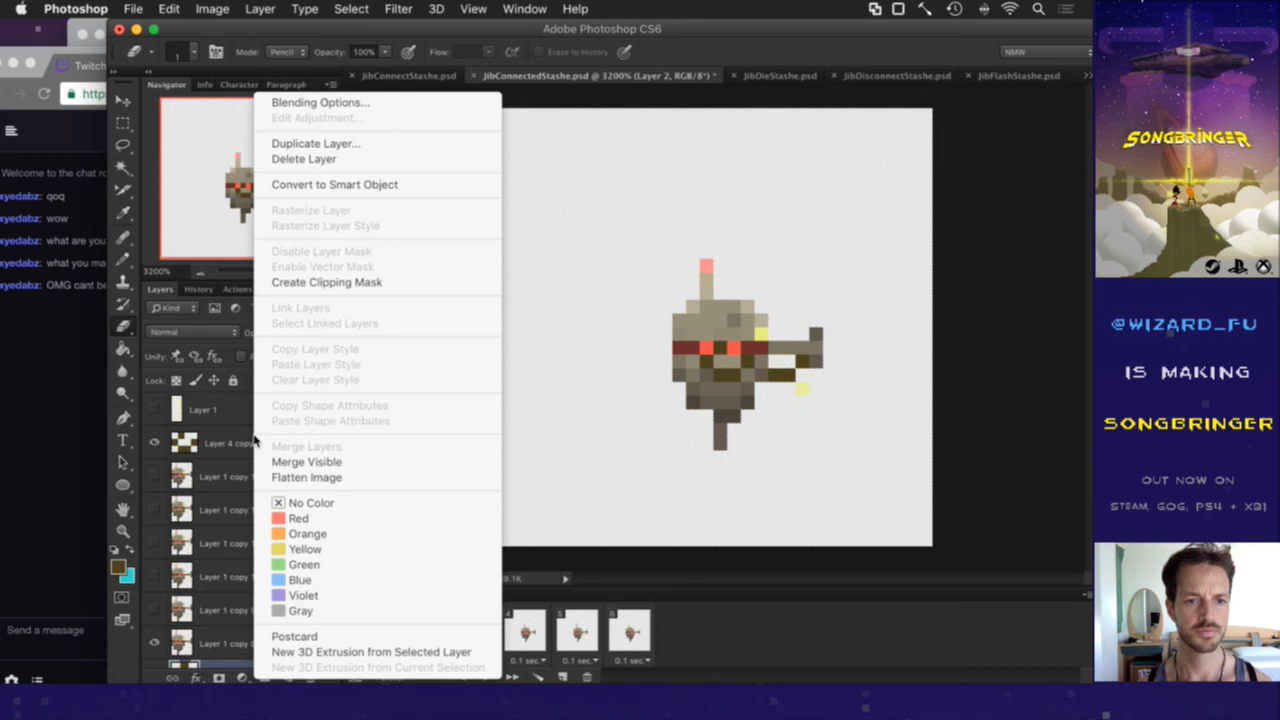 Photoshop File Edit Image Layer Type Select Filter 3D View Window Help
Adobe Photoshop CS6
Mode: Pencil Opacity: 100% Flow: Erase to History NMW
Twitch
JibConnectStashe.psd JibConnectedStashe.psd @ 3200% (Layer 2, RGB/8*) * JibDieStashe.psd JibDisconnectStashe.psd JibFlashStashe.psd
https
Navigator Info Character Paragraph
Welcome to the chat ro
xyedabz: qoq
xyedabz: wow
xyedabz: what are you
xyedabz: what you ma
xyedabz: OMG cant be
Send a message
3200%
Layers History Actions
Kind
Normal
Unify:
Lock:
Layer 1
Layer 4 copy
Layer 1 copy
Layer 1 copy
Layer 1 copy
Layer 1 copy
Layer 1 copy
Layer 1 copy
Blending Options...
Edit Adjustment...
Duplicate Layer...
Delete Layer
Convert to Smart Object
Rasterize Layer
Rasterize Layer Style
Disable Layer Mask
Enable Vector Mask
Create Clipping Mask
Link Layers
Select Linked Layers
Copy Layer Style
Paste Layer Style
Clear Layer Style
Copy Shape Attributes
Paste Shape Attributes
Merge Layers
Merge Visible
Flatten Image
No Color
Red
Orange
Yellow
Green
Blue
Violet
Gray
Postcard
New 3D Extrusion from Selected Layer
New 3D Extrusion from Current Selection
4 5 6
0.1 sec. 0.1 sec. 0.1 sec.
SONGBRINGER
@WIZARD_FU
IS MAKING
SONGBRINGER
OUT NOW ON
STEAM, GOG, PS4 + XB1